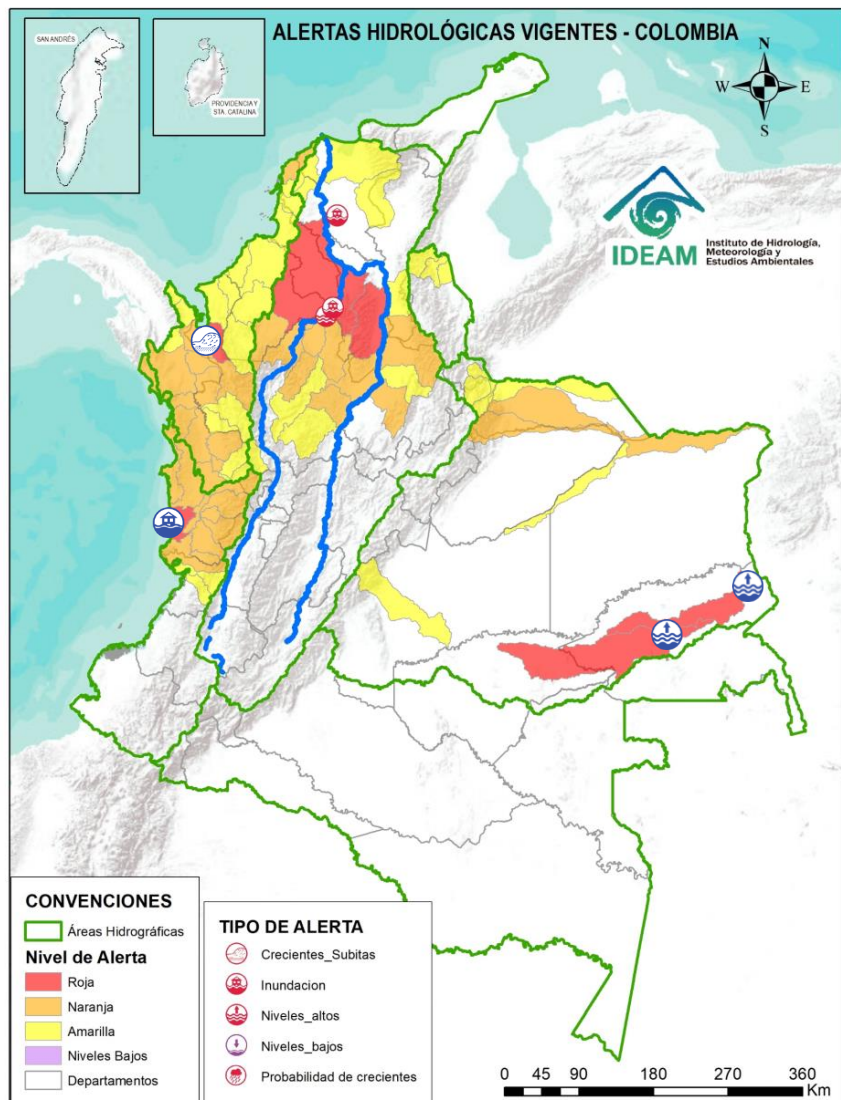 ALERTAS HIDROLÓGICAS VIGENTES - COLOMBIA
SAN ANDRÉS
PROVIDENCIA Y
STA. CATALINA
N
W
E
S
IDEAM
Instituto de Hidrología,
Meteorología y
Estudios Ambientales
CONVENCIONES
Áreas Hidrográficas
Nivel de Alerta
Roja
Naranja
Amarilla
Niveles Bajos
Departamentos
TIPO DE ALERTA
Crecientes_Subitas
Inundacion
Niveles_altos
Niveles_bajos
Probabilidad de crecientes
0 45 90 180 270 360
Km